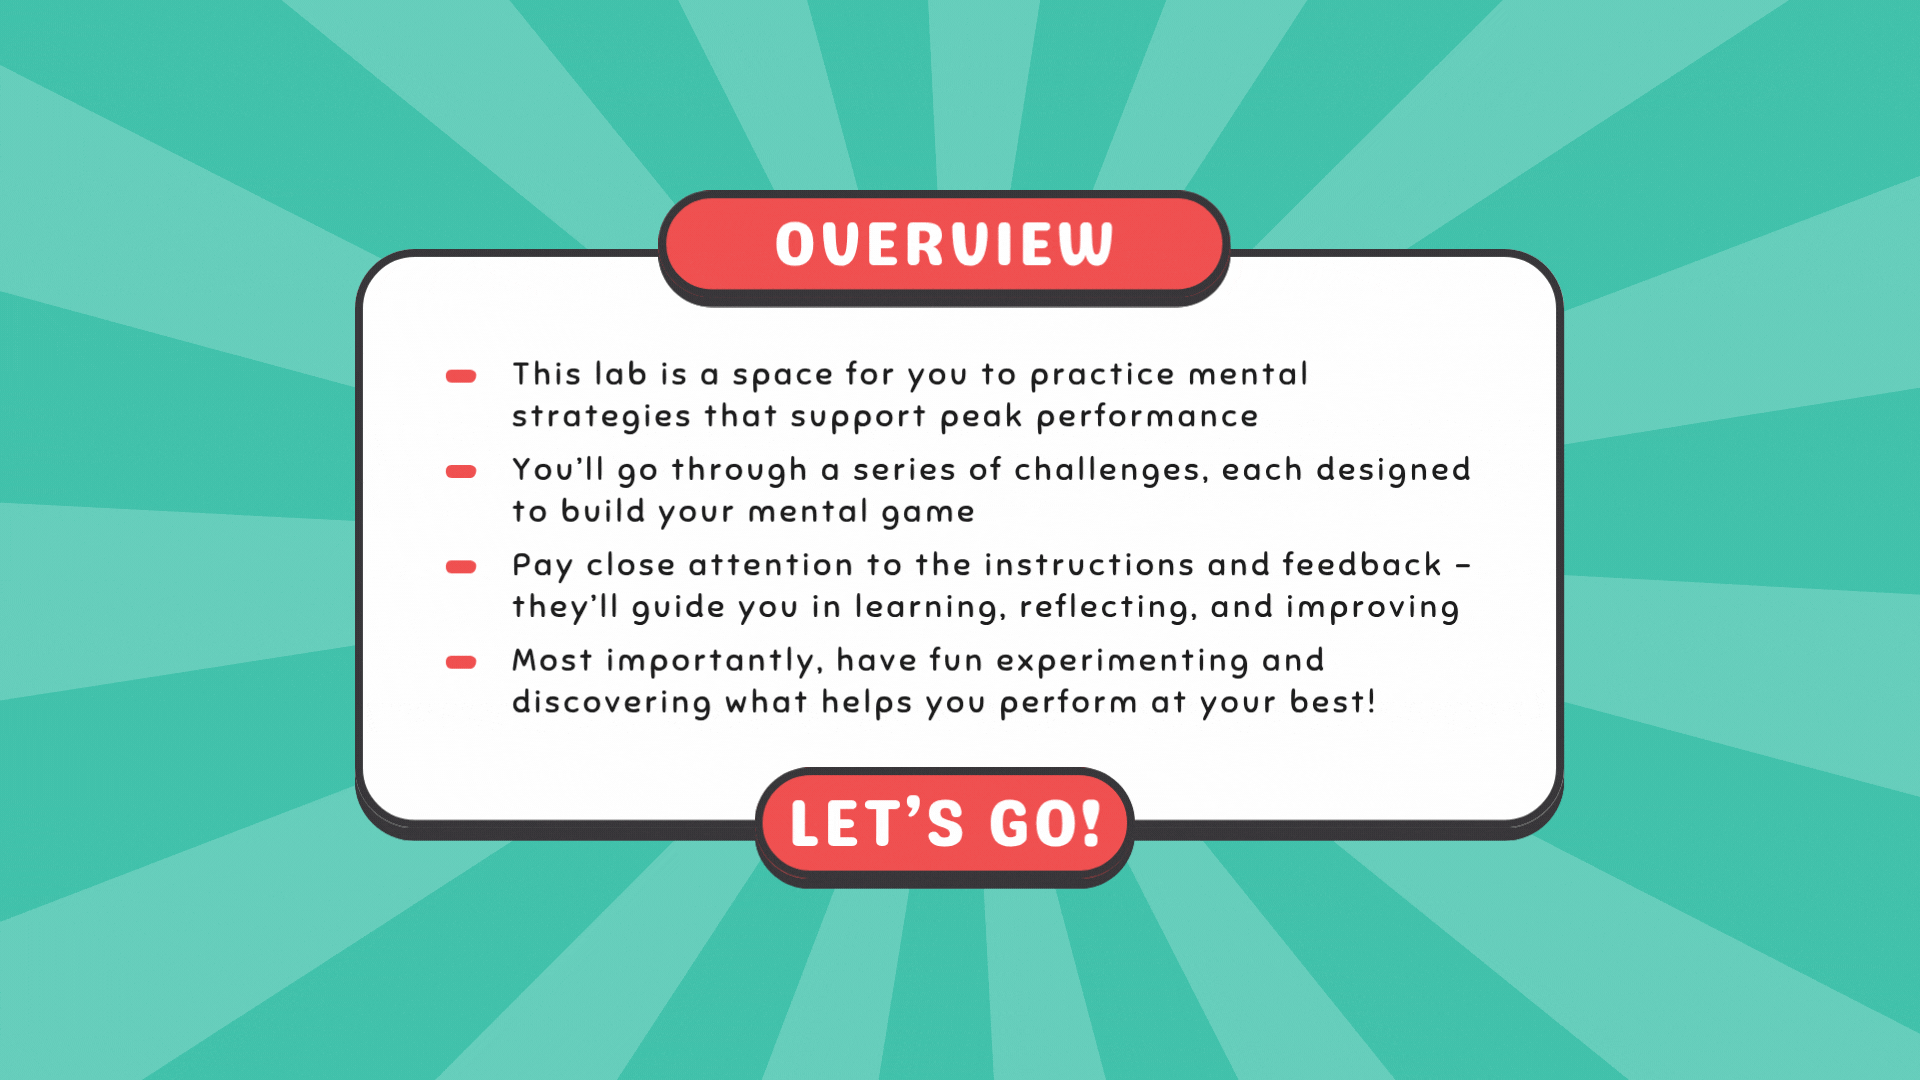 OVERVIEW
This lab is a space for you to practice mental
strategies that support peak performance
You'll go through a series of challenges, each designed
to build your mental game
Pay close attention to the instructions and feedback –
they'll guide you in learning, reflecting, and improving
Most importantly, have fun experimenting and
discovering what helps you perform at your best!
LET'S GO!